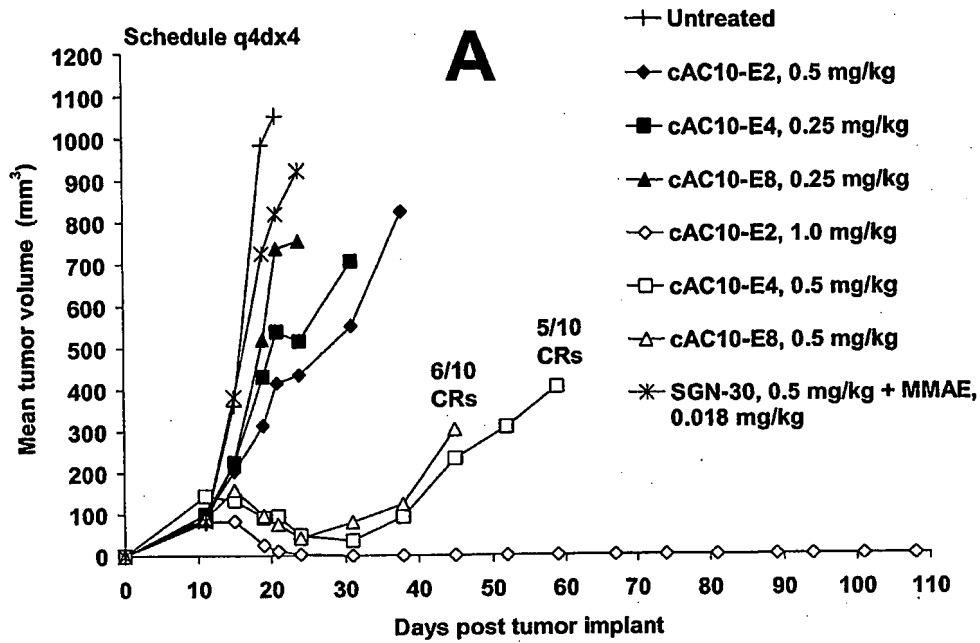 Schedule q4dx4
A
1200
1100
1000
900
800
700
600
500
400
300
200
100
0
Mean tumor volume (mm³)
0 10 20 30 40 50 60 70 80 90 100 110
Days post tumor implant
6/10
CRs
5/10
CRs
Untreated
cAC10-E2, 0.5 mg/kg
cAC10-E4, 0.25 mg/kg
cAC10-E8, 0.25 mg/kg
cAC10-E2, 1.0 mg/kg
cAC10-E4, 0.5 mg/kg
cAC10-E8, 0.5 mg/kg
SGN-30, 0.5 mg/kg + MMAE,
0.018 mg/kg